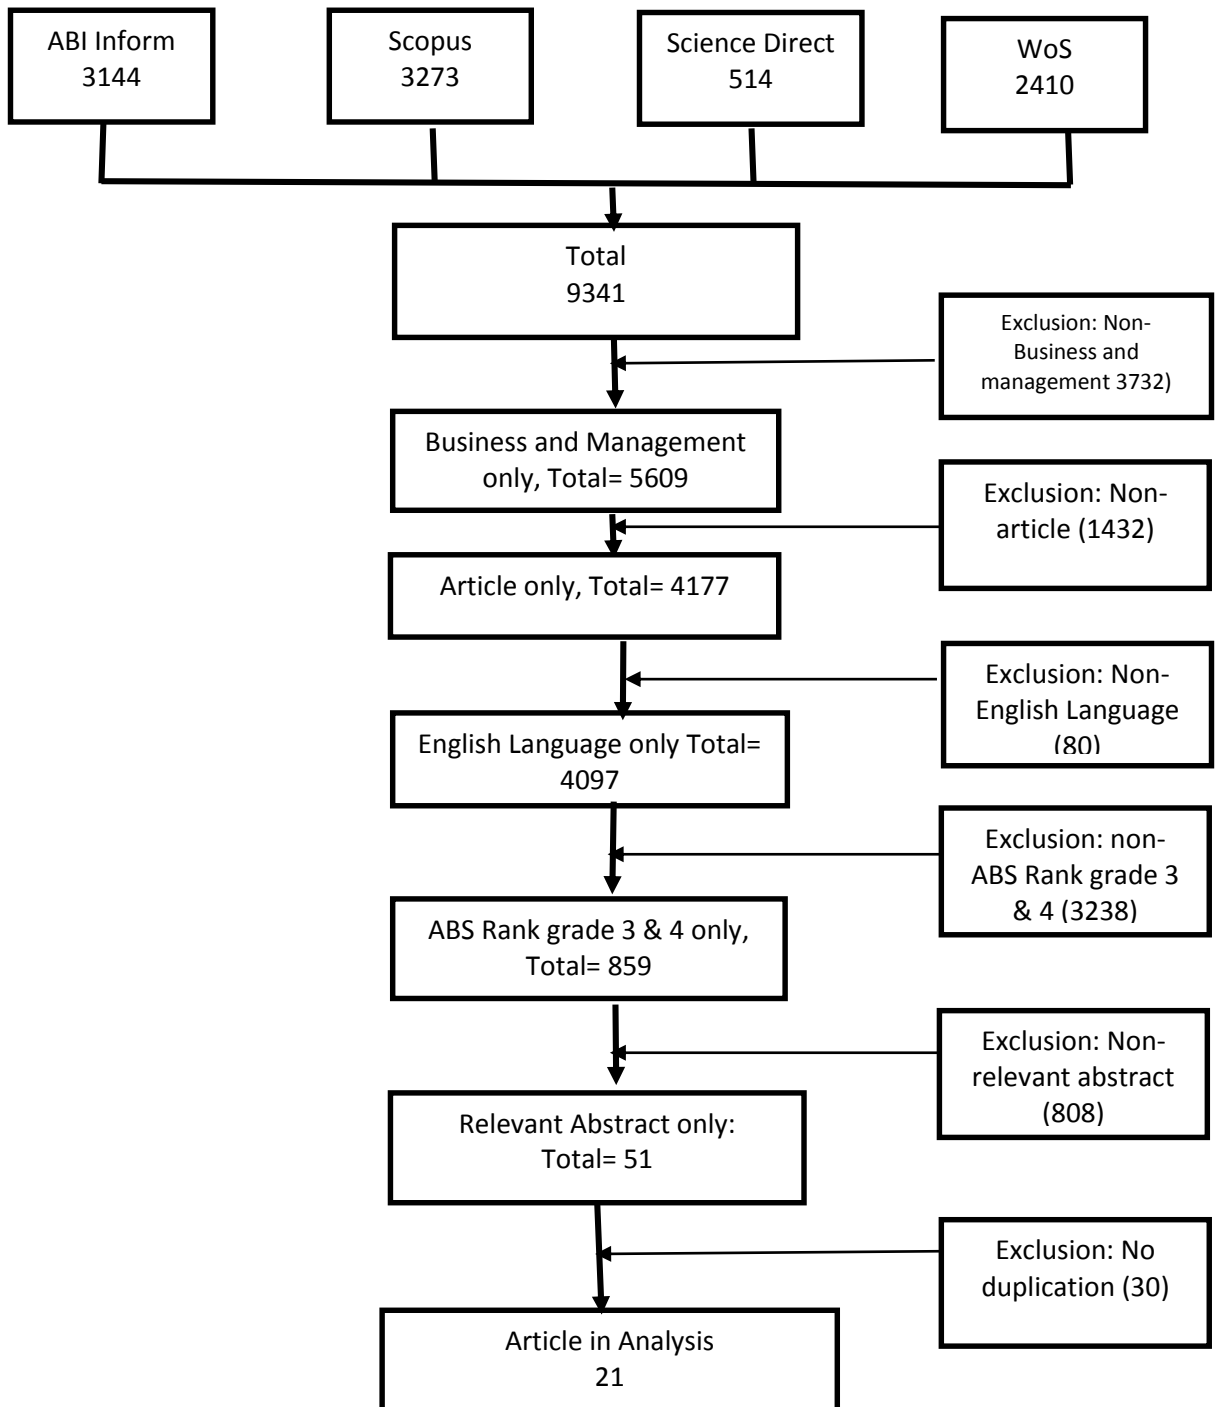 ABI Inform
3144
Scopus
3273
Science Direct
514
WoS
2410
Total
9341
Exclusion: Non-
Business and
management 3732)
Business and Management
only, Total= 5609
Exclusion: Non-
article (1432)
Article only, Total= 4177
Exclusion: Non-
English Language
(80)
English Language only Total=
4097
Exclusion: non-
ABS Rank grade 3
& 4 (3238)
ABS Rank grade 3 & 4 only,
Total= 859
Exclusion: Non-
relevant abstract
(808)
Relevant Abstract only:
Total= 51
Exclusion: No
duplication (30)
Article in Analysis
21